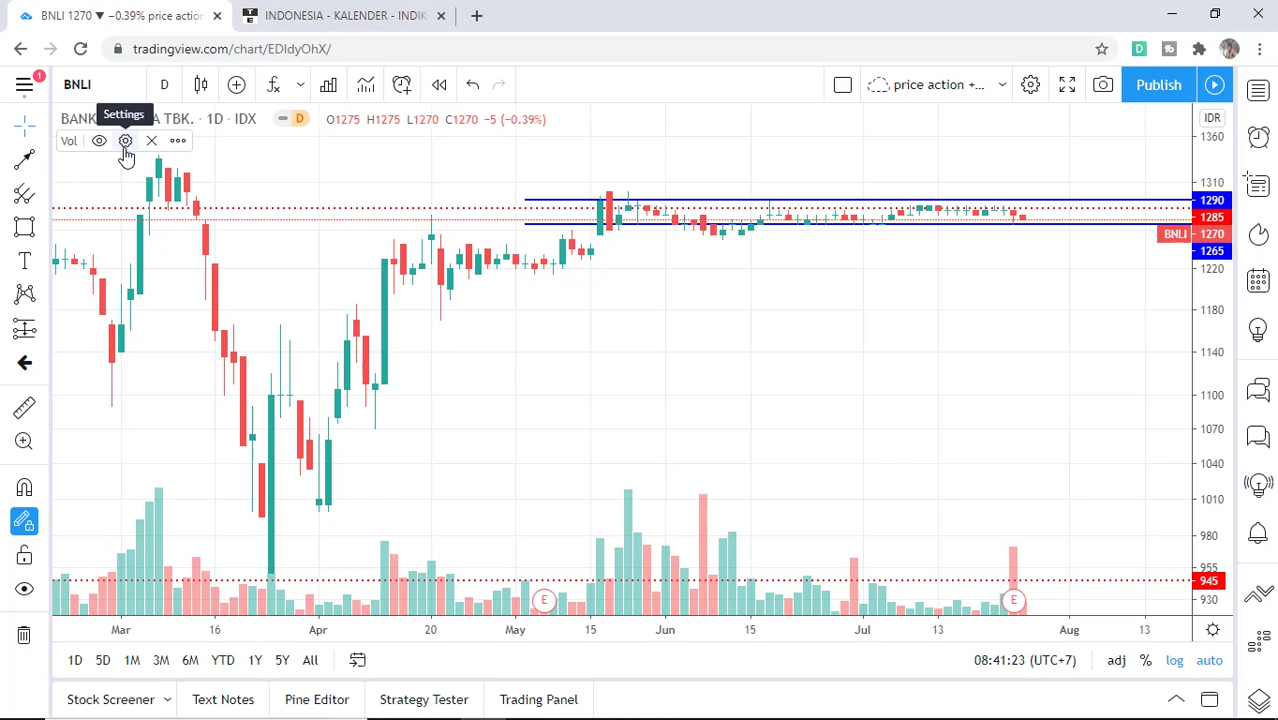 BNLI 1270 ▼ −0.39% price action
INDONESIA - KALENDER - INDIK
tradingview.com/chart/EDIdyOhX/
1
BNLI
D
price action +...
Publish
Settings
BANK A TBK. · 1D · IDX
D
O1275 H1275 L1270 C1270 −5 (−0.39%)
Vol
IDR
1360
1310
1290
1285
BNLI 1270
1265
1220
1180
1140
1100
1070
1040
1010
980
955
945
930
E
E
Mar 16 Apr 20 May 15 Jun 15 Jul 13 Aug 13
1D 5D 1M 3M 6M YTD 1Y 5Y All
08:41:23 (UTC+7) adj % log auto
Stock Screener Text Notes Pine Editor Strategy Tester Trading Panel